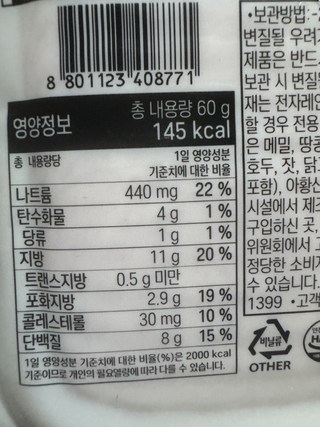 8 801123 408771
영양정보
총 내용량 60 g
145 kcal
총 내용량당
1일 영양성분
기준치에 대한 비율
나트륨 440 mg 22 %
탄수화물 4 g 1 %
당류 1 g 1 %
지방 11 g 20 %
트랜스지방 0.5 g 미만
포화지방 2.9 g 19 %
콜레스테롤 30 mg 10 %
단백질 8 g 15 %
1일 영양성분 기준치에 대한 비율(%)은 2000 kcal
기준이므로 개인의 필요열량에 따라 다를 수 있습니다.
•보관방법:
변질될 우려
제품은 반드
보관 시 변질
재는 전자레인
할 경우 전용
은 메밀, 땅콩
호두, 잣, 닭
포함), 아황산
시설에서 제조
구입하신 곳,
위원회에서
정당한 소비자
수 있습니다.
1399 •고객
비닐류
OTHER